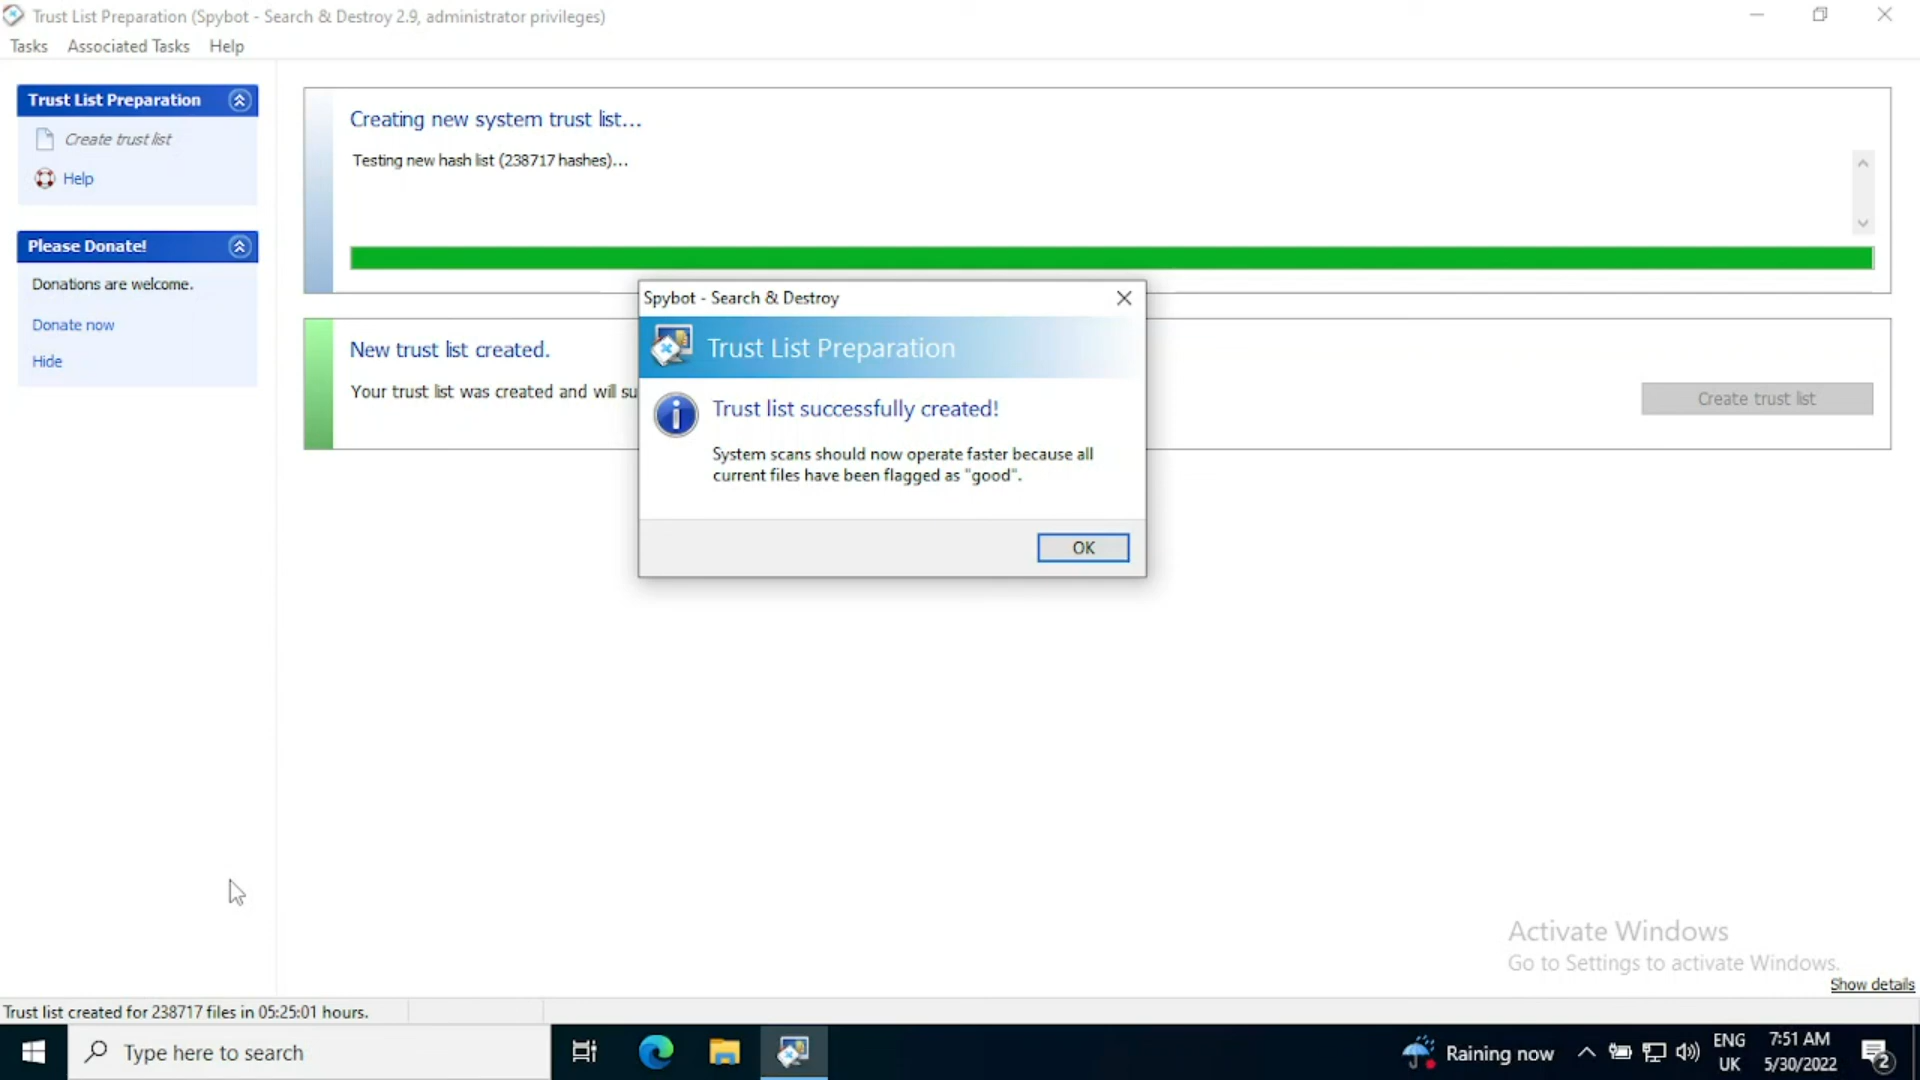 Trust List Preparation (Spybot - Search & Destroy 2.9, administrator privileges)
Tasks Associated Tasks Help
Trust List Preparation
Create trust list
Help
Please Donate!
Donations are welcome.
Donate now
Hide
Creating new system trust list...
Testing new hash list (238717 hashes)...
New trust list created.
Your trust list was created and will su
Create trust list
Spybot - Search & Destroy
Trust List Preparation
Trust list successfully created!
System scans should now operate faster because all
current files have been flagged as "good".
OK
Activate Windows
Go to Settings to activate Windows.
Show details
Trust list created for 238717 files in 05:25:01 hours.
Type here to search
Raining now
ENG
UK
7:51 AM
5/30/2022
2